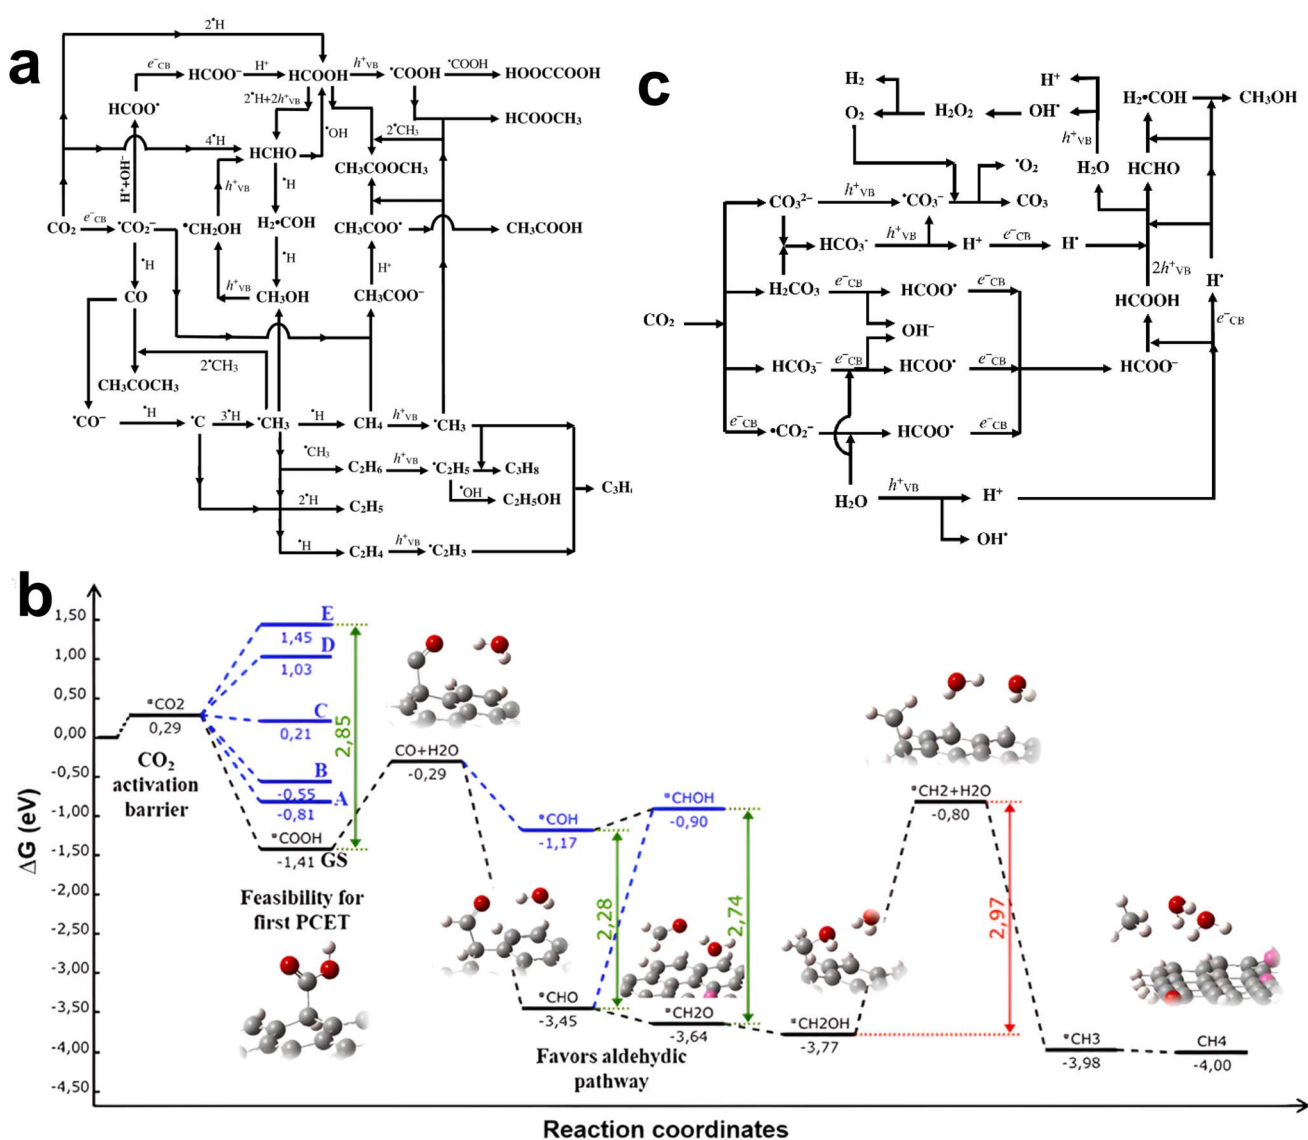 a
2•H
e−CB
HCOO−
H+
HCOOH
h+VB
•COOH
•COOH
HOOCCOOH
HCOO•
2•H+2h+VB
•OH
2•CH3
HCOOCH3
4•H
HCHO
CH3COOCH3
H++OH−
h+VB
•H
CO2
e−CB
•CO2−
•CH2OH
H2•COH
CH3COO•
CH3COOH
•H
•H
H+
CO
h+VB
CH3OH
CH3COO−
2•CH3
CH3COCH3
•CO−
•H
•C
3•H
•CH3
•H
CH4
h+VB
•CH3
•CH3
C2H6
h+VB
•C2H5
C3H8
2•H
C2H5
•OH
C2H5OH
•H
C2H4
h+VB
•C2H3
c
H2
O2
H2O2
OH•
H+
H2•COH
CH3OH
h+VB
•O2
H2O
HCHO
CO32−
h+VB
•CO3−
CO3
HCO3-
h+VB
H+
e−CB
H•
2h+VB
H•
H2CO3
e−CB
HCOO•
e−CB
HCOOH
CO2
OH−
e−CB
HCO3−
e−CB
HCOO•
e−CB
HCOO−
e−CB
•CO2−
HCOO•
e−CB
H2O
h+VB
H+
OH•
b
ΔG (eV)
1,50
1,00
0,50
0,00
-0,50
-1,00
-1,50
-2,00
-2,50
-3,00
-3,50
-4,00
-4,50
*CO2
0,29
CO2
activation
barrier
E
1,45
D
1,03
C
0,21
B
-0,55
A
-0,81
*COOH
-1,41
GS
2,85
Feasibility for
first PCET
CO+H2O
-0,29
*COH
-1,17
*CHOH
-0,90
2,28
2,74
*CHO
-3,45
*CH2O
-3,64
Favors aldehydic
pathway
*CH2OH
-3,77
*CH2+H2O
-0,80
2,97
*CH3
-3,98
CH4
-4,00
Reaction coordinates